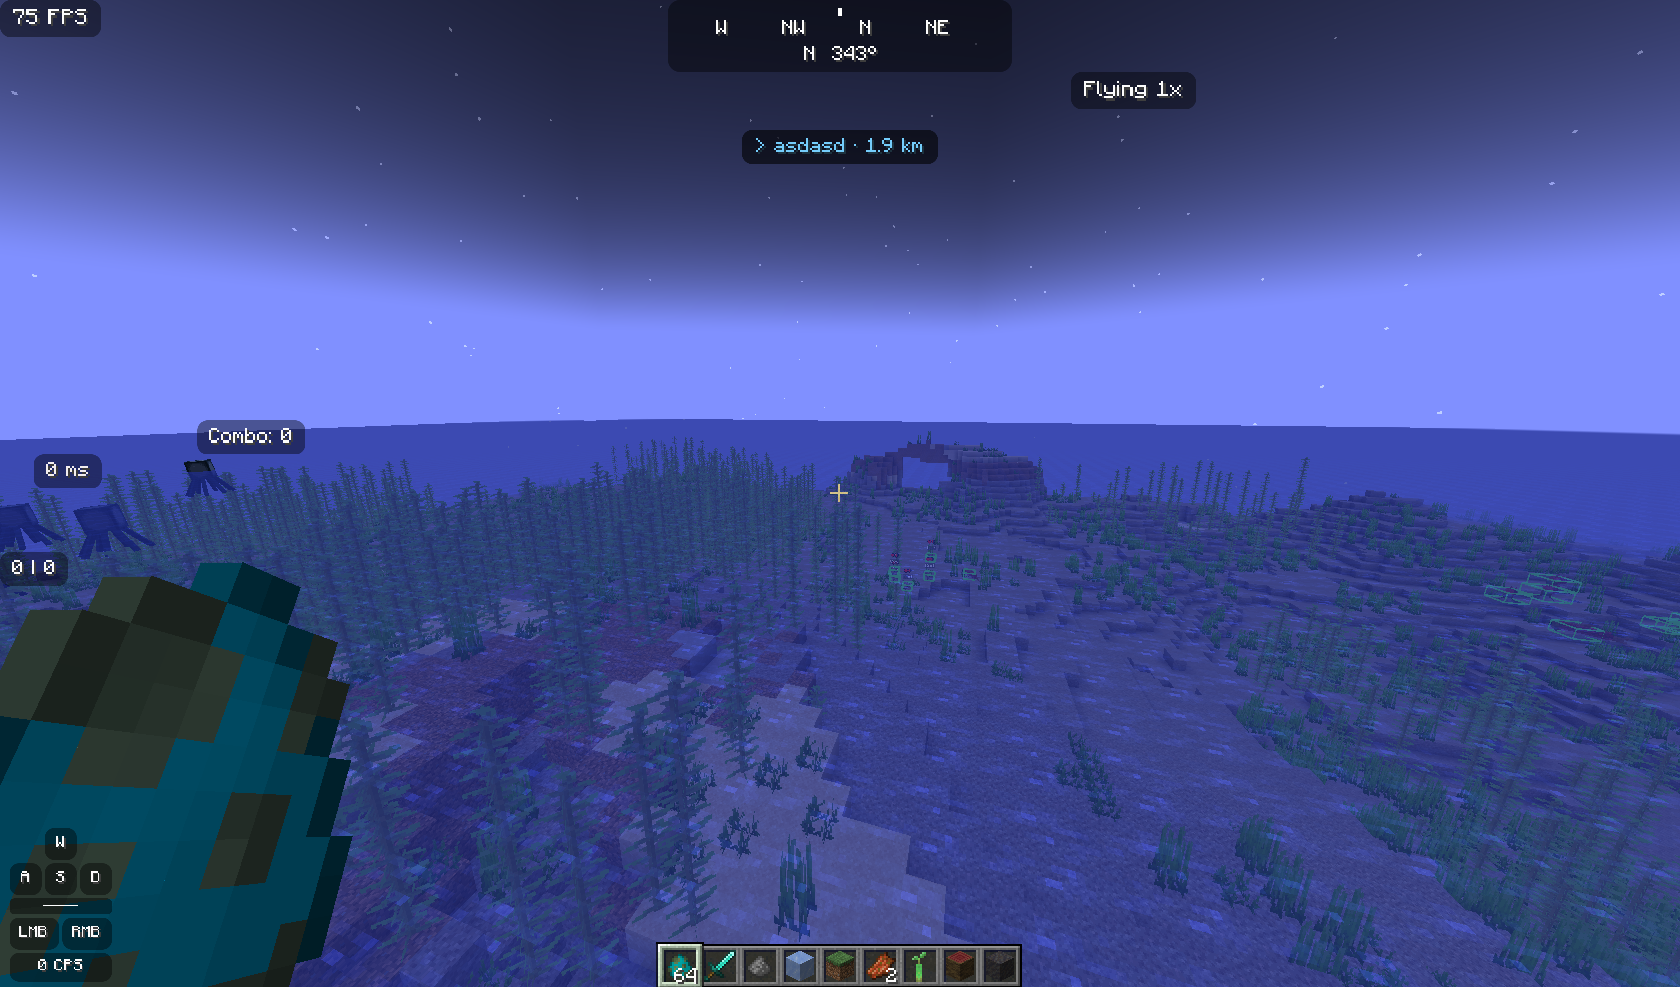 75 FPS
W NW N NE
N 343°
Flying 1x
> asdasd · 1.9 km
Combo: 0
0 ms
0 | 0
W
A S D
LMB RMB
0 CPS
64
2